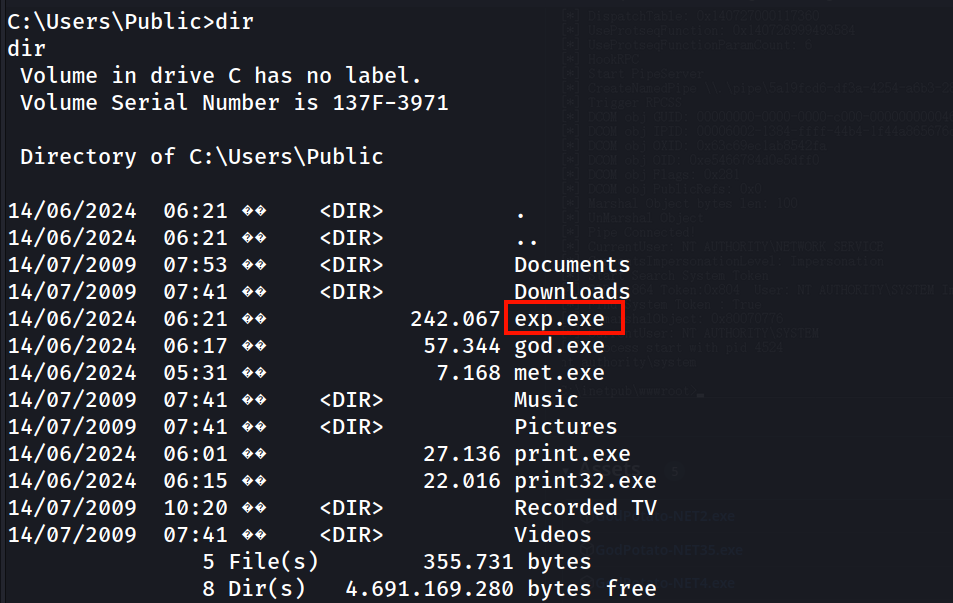 C:\Users\Public>dir
dir
 Volume in drive C has no label.
 Volume Serial Number is 137F-3971

 Directory of C:\Users\Public

14/06/2024  06:21 ��    <DIR>          .
14/06/2024  06:21 ��    <DIR>          ..
14/07/2009  07:53 ��    <DIR>          Documents
14/07/2009  07:41 ��    <DIR>          Downloads
14/06/2024  06:21 ��           242.067 exp.exe
14/06/2024  06:17 ��            57.344 god.exe
14/06/2024  05:31 ��             7.168 met.exe
14/07/2009  07:41 ��    <DIR>          Music
14/07/2009  07:41 ��    <DIR>          Pictures
14/06/2024  06:01 ��            27.136 print.exe
14/06/2024  06:15 ��            22.016 print32.exe
14/07/2009  10:20 ��    <DIR>          Recorded TV
14/07/2009  07:41 ��    <DIR>          Videos
               5 File(s)        355.731 bytes
               8 Dir(s)   4.691.169.280 bytes free